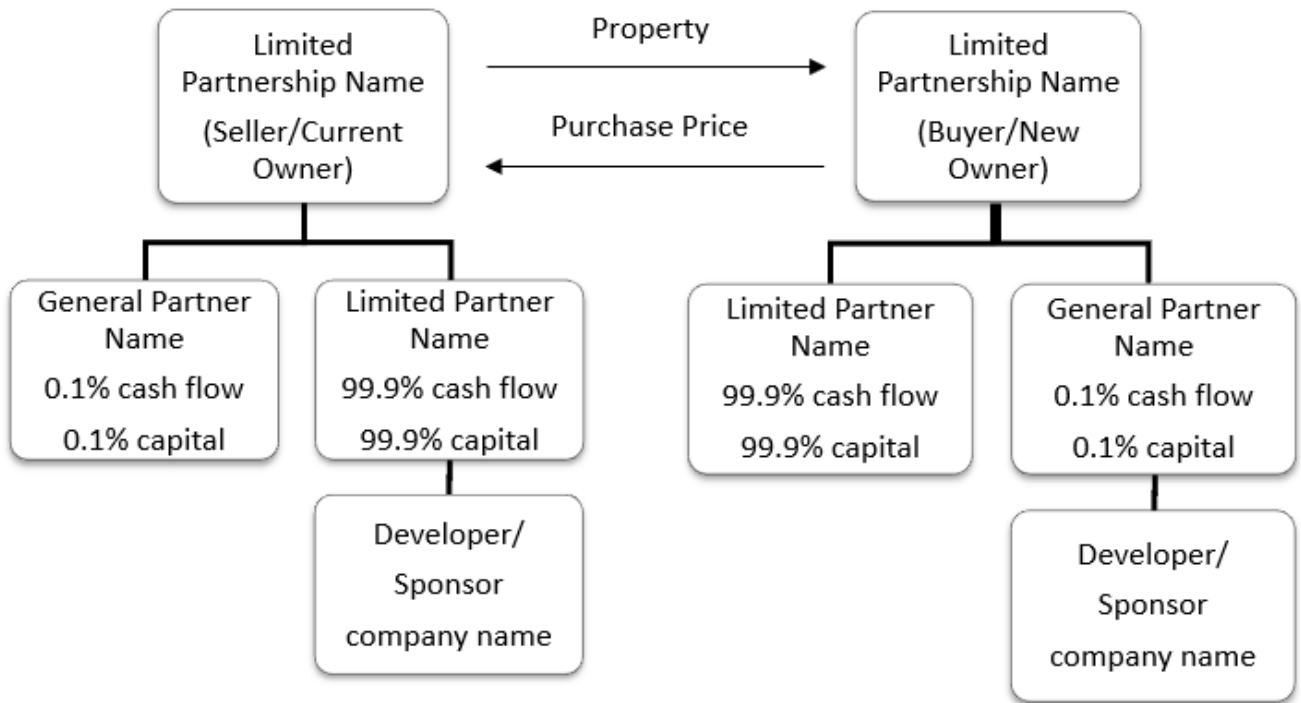 Limited
Partnership Name
(Seller/Current
Owner)
Property
Purchase Price
Limited
Partnership Name
(Buyer/New
Owner)
General Partner
Name
0.1% cash flow
0.1% capital
Limited Partner
Name
99.9% cash flow
99.9% capital
Developer/
Sponsor
company name
Limited Partner
Name
99.9% cash flow
99.9% capital
General Partner
Name
0.1% cash flow
0.1% capital
Developer/
Sponsor
company name